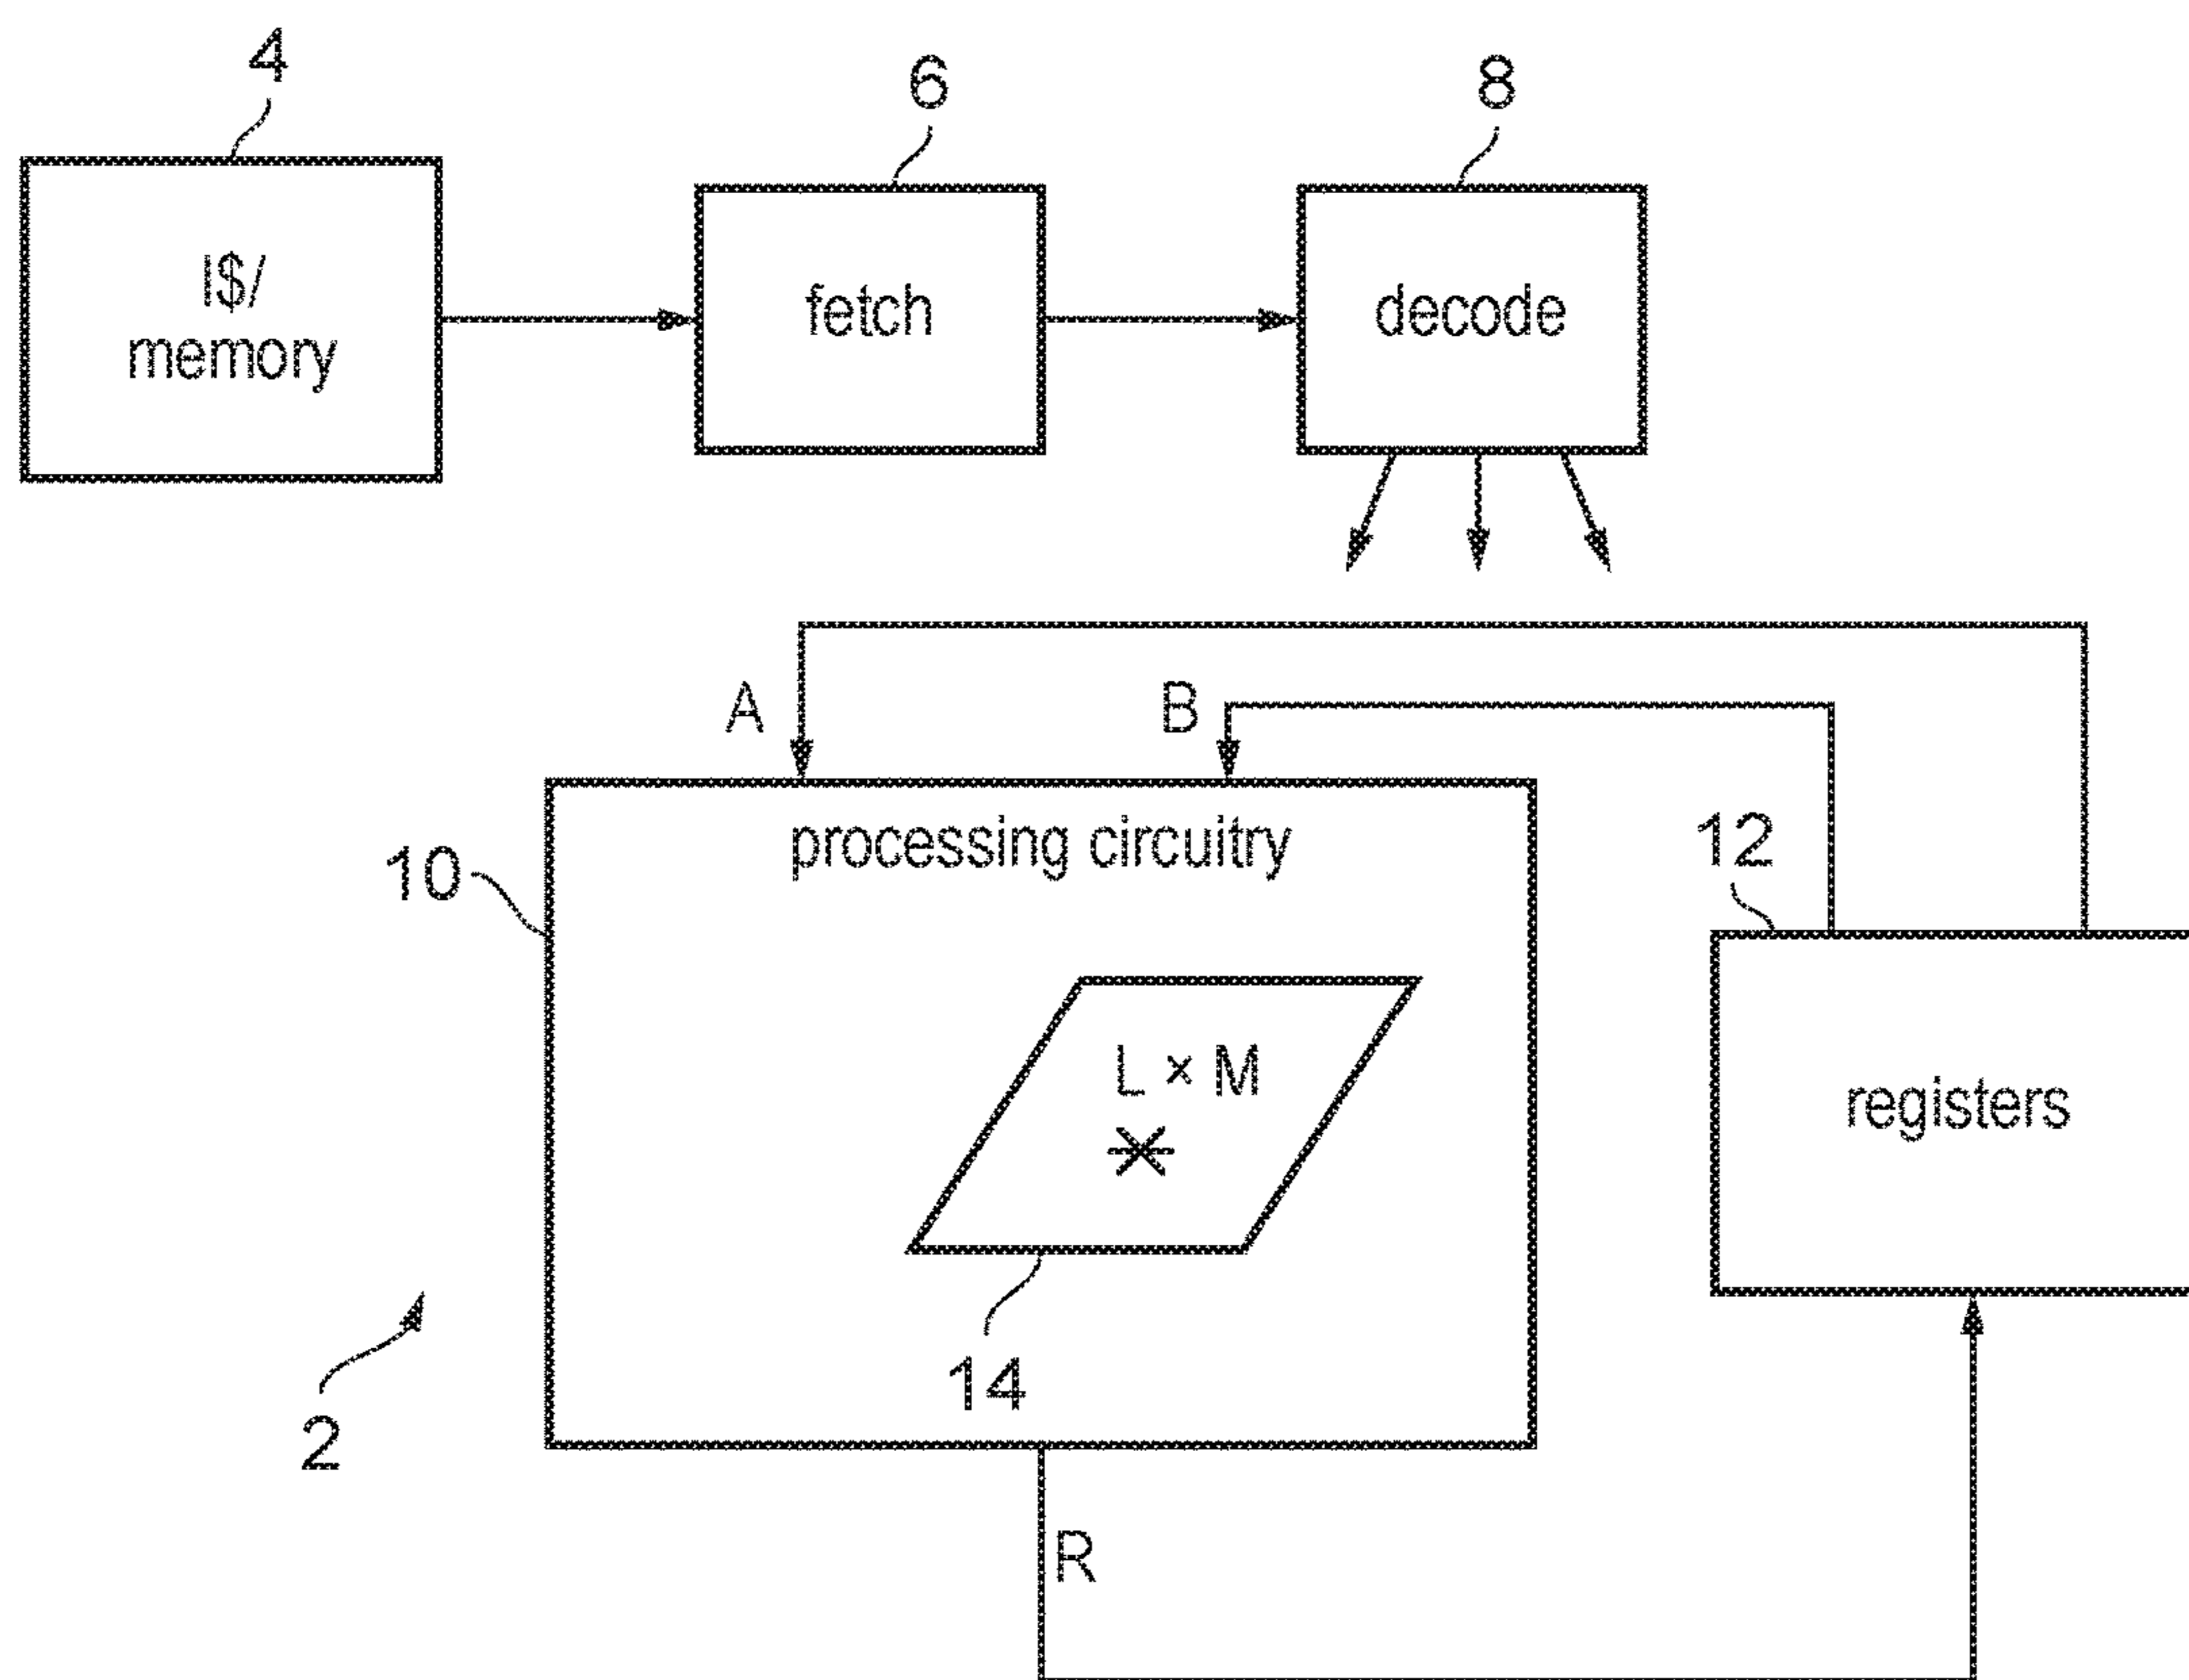 4
6
8
I$/
memory
fetch
decode
A
B
processing circuitry
10
12
L × M
*
registers
14
2
R